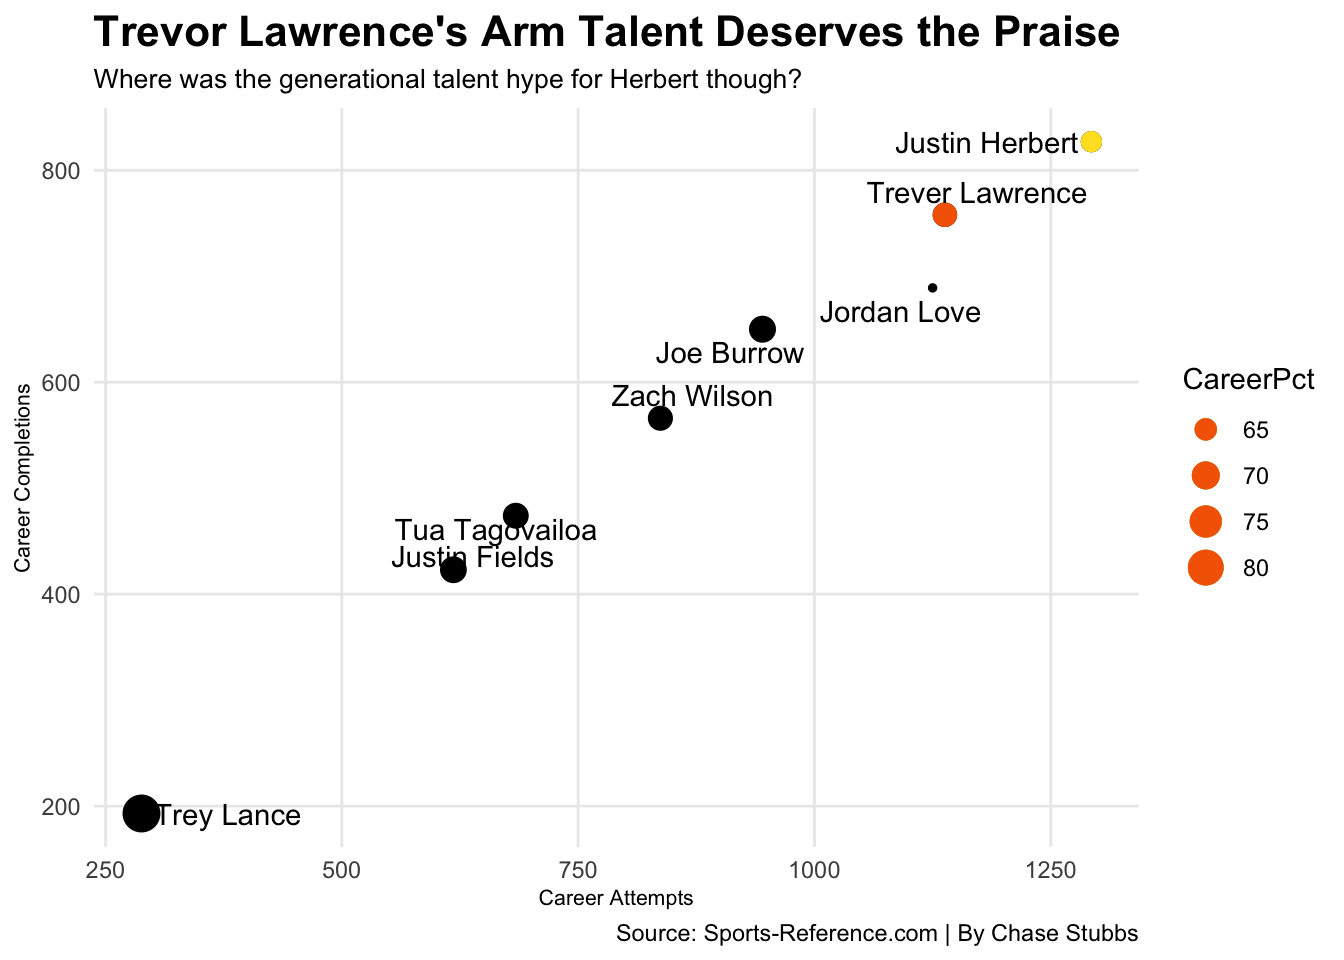 Trevor Lawrence's Arm Talent Deserves the Praise
Where was the generational talent hype for Herbert though?
Justin Herbert
800
Trever Lawrence
Jordan Love
Joe Burrow
600
Zach Wilson
CareerPct
65
70
75
80
Career Completions
Tua Tagovailoa
Justin Fields
400
200
Trey Lance
250
500
750
1000
1250
Career Attempts
Source: Sports-Reference.com | By Chase Stubbs